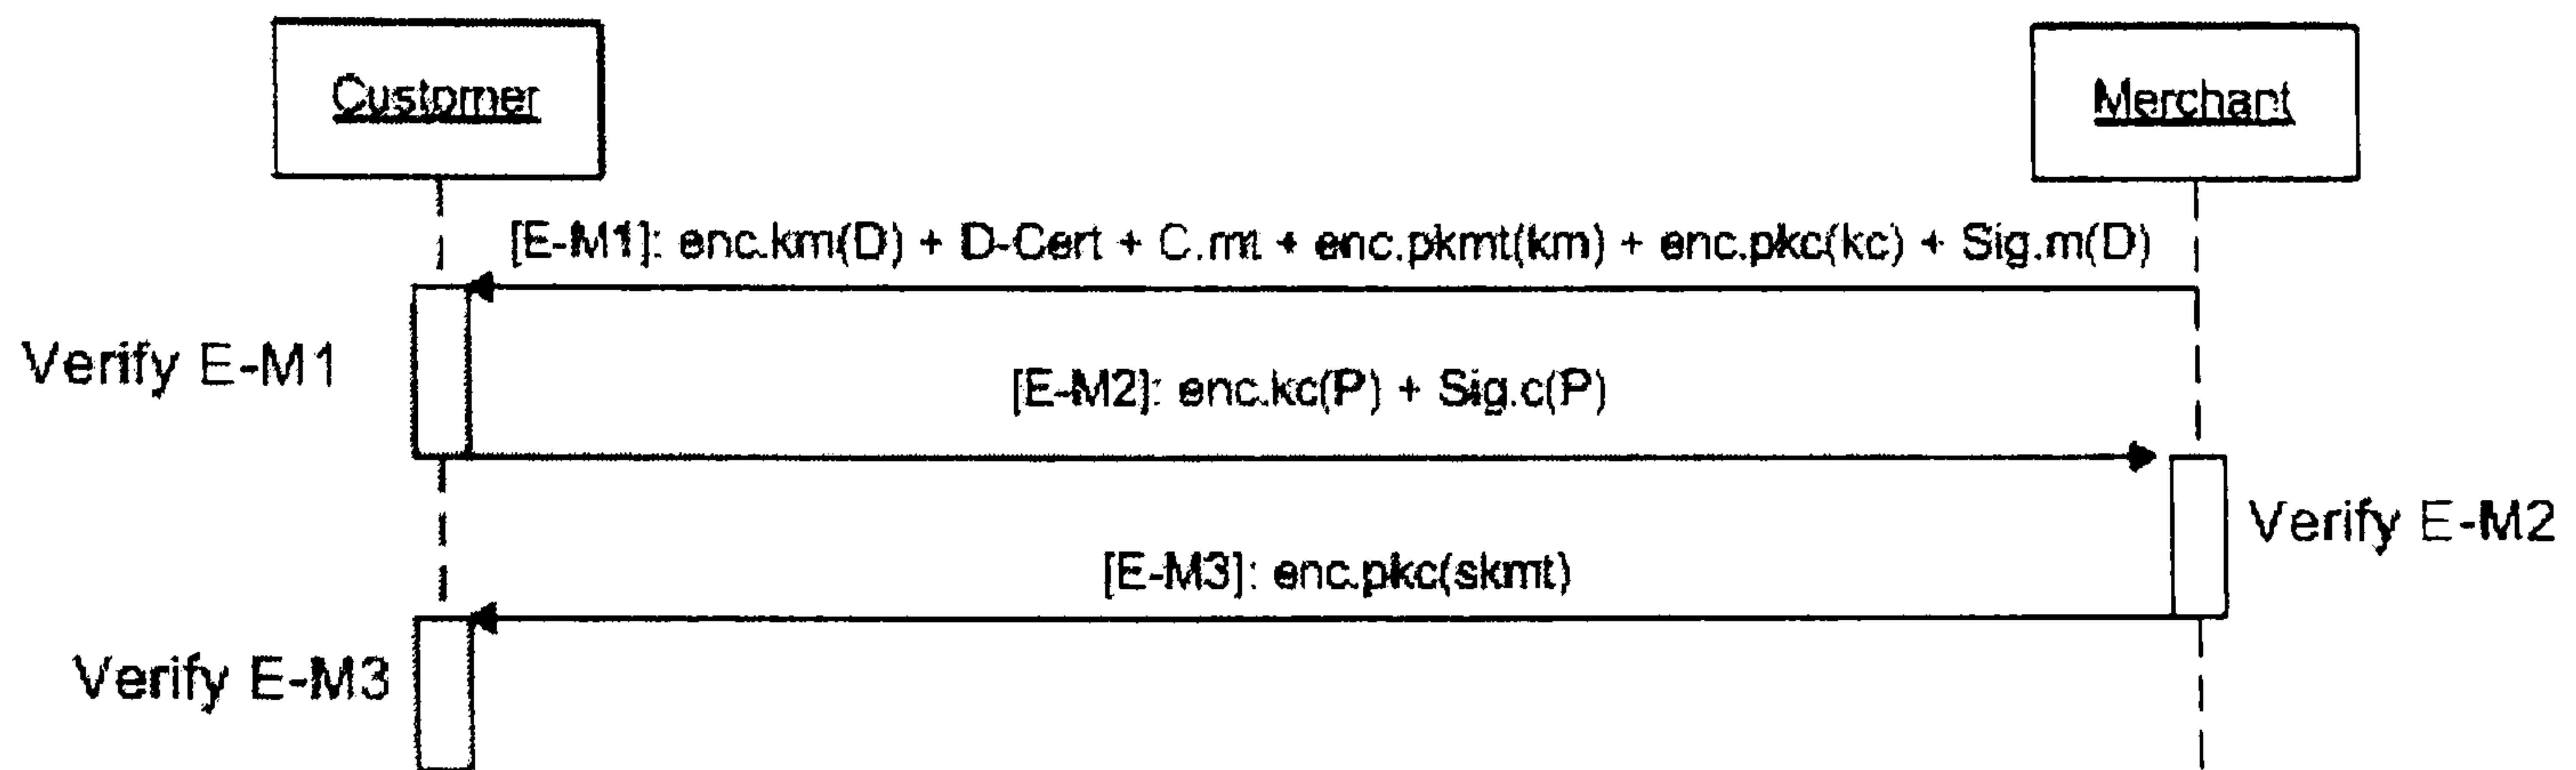 Customer
Merchant
[E-M1]: enc.km(D) + D-Cert + C.mt + enc.pkmt(km) + enc.pkc(kc) + Sig.m(D)
Verify E-M1
[E-M2]: enc.kc(P) + Sig.c(P)
Verify E-M2
[E-M3]: enc.pkc(skmt)
Verify E-M3